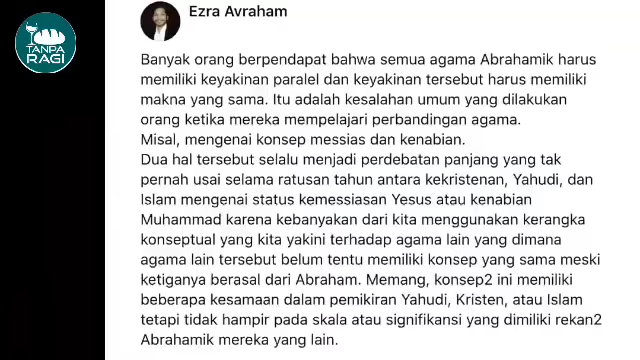 TANPA
RAGI
Ezra Avraham
Banyak orang berpendapat bahwa semua agama Abrahamik harus
memiliki keyakinan paralel dan keyakinan tersebut harus memiliki
makna yang sama. Itu adalah kesalahan umum yang dilakukan
orang ketika mereka mempelajari perbandingan agama.
Misal, mengenai konsep messias dan kenabian.
Dua hal tersebut selalu menjadi perdebatan panjang yang tak
pernah usai selama ratusan tahun antara kekristenan, Yahudi, dan
Islam mengenai status kemessiasan Yesus atau kenabian
Muhammad karena kebanyakan dari kita menggunakan kerangka
konseptual yang kita yakini terhadap agama lain yang dimana
agama lain tersebut belum tentu memiliki konsep yang sama meski
ketiganya berasal dari Abraham. Memang, konsep2 ini memiliki
beberapa kesamaan dalam pemikiran Yahudi, Kristen, atau Islam
tetapi tidak hampir pada skala atau signifikansi yang dimiliki rekan2
Abrahamik mereka yang lain.